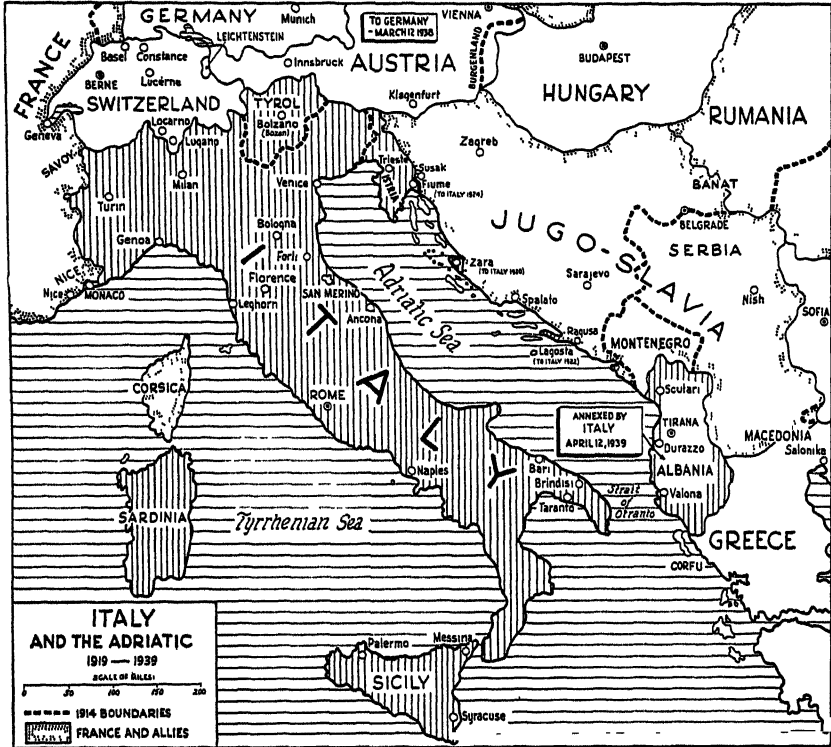 GERMANY
Munich
VIENNA
TO GERMANY
- MARCH 12 1938
LEICHTENSTEIN
BURGENLAND
FRANCE
Basel
Constance
BERNE
Lucérne
Innsbruck
AUSTRIA
BUDAPEST
HUNGARY
SWITZERLAND
TYROL
Klagenfurt
RUMANIA
Geneva
Locarno
Lugano
Bolzano
(Bozen)
Zagreb
SAVOY
Milan
Venice
Trieste
ISTRIA
Susak
Fiume
(TO ITALY 1924)
BANAT
Turin
BELGRADE
Genoa
Bologna
Forli
JUGO-SLAVIA
SERBIA
NICE
Nice
MONACO
Florence
Leghorn
SAN MERINO
Ancona
Adriatic Sea
Zara
(TO ITALY 1920)
Sarajevo
Nish
Spalato
SOFIA
ITALY
Ragusa
Lagosta
(TO ITALY 1922)
MONTENEGRO
CORSICA
ROME
Scutari
ANNEXED BY
ITALY
APRIL 12, 1939
TIRANA
Durazzo
MACEDONIA
Salonika
Naples
Bari
Brindisi
Taranto
ALBANIA
Valona
Strait
of
Otranto
SARDINIA
Tyrrhenian Sea
GREECE
CORFU
ITALY
AND THE ADRIATIC
1919 — 1939
SCALE OF MILES
0 50 100 150 200
1914 BOUNDARIES
FRANCE AND ALLIES
Palermo
Messina
SICILY
Syracuse